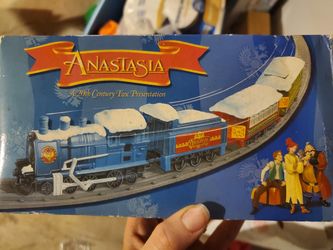 ANASTASIA
A 20th Century Fox Presentation